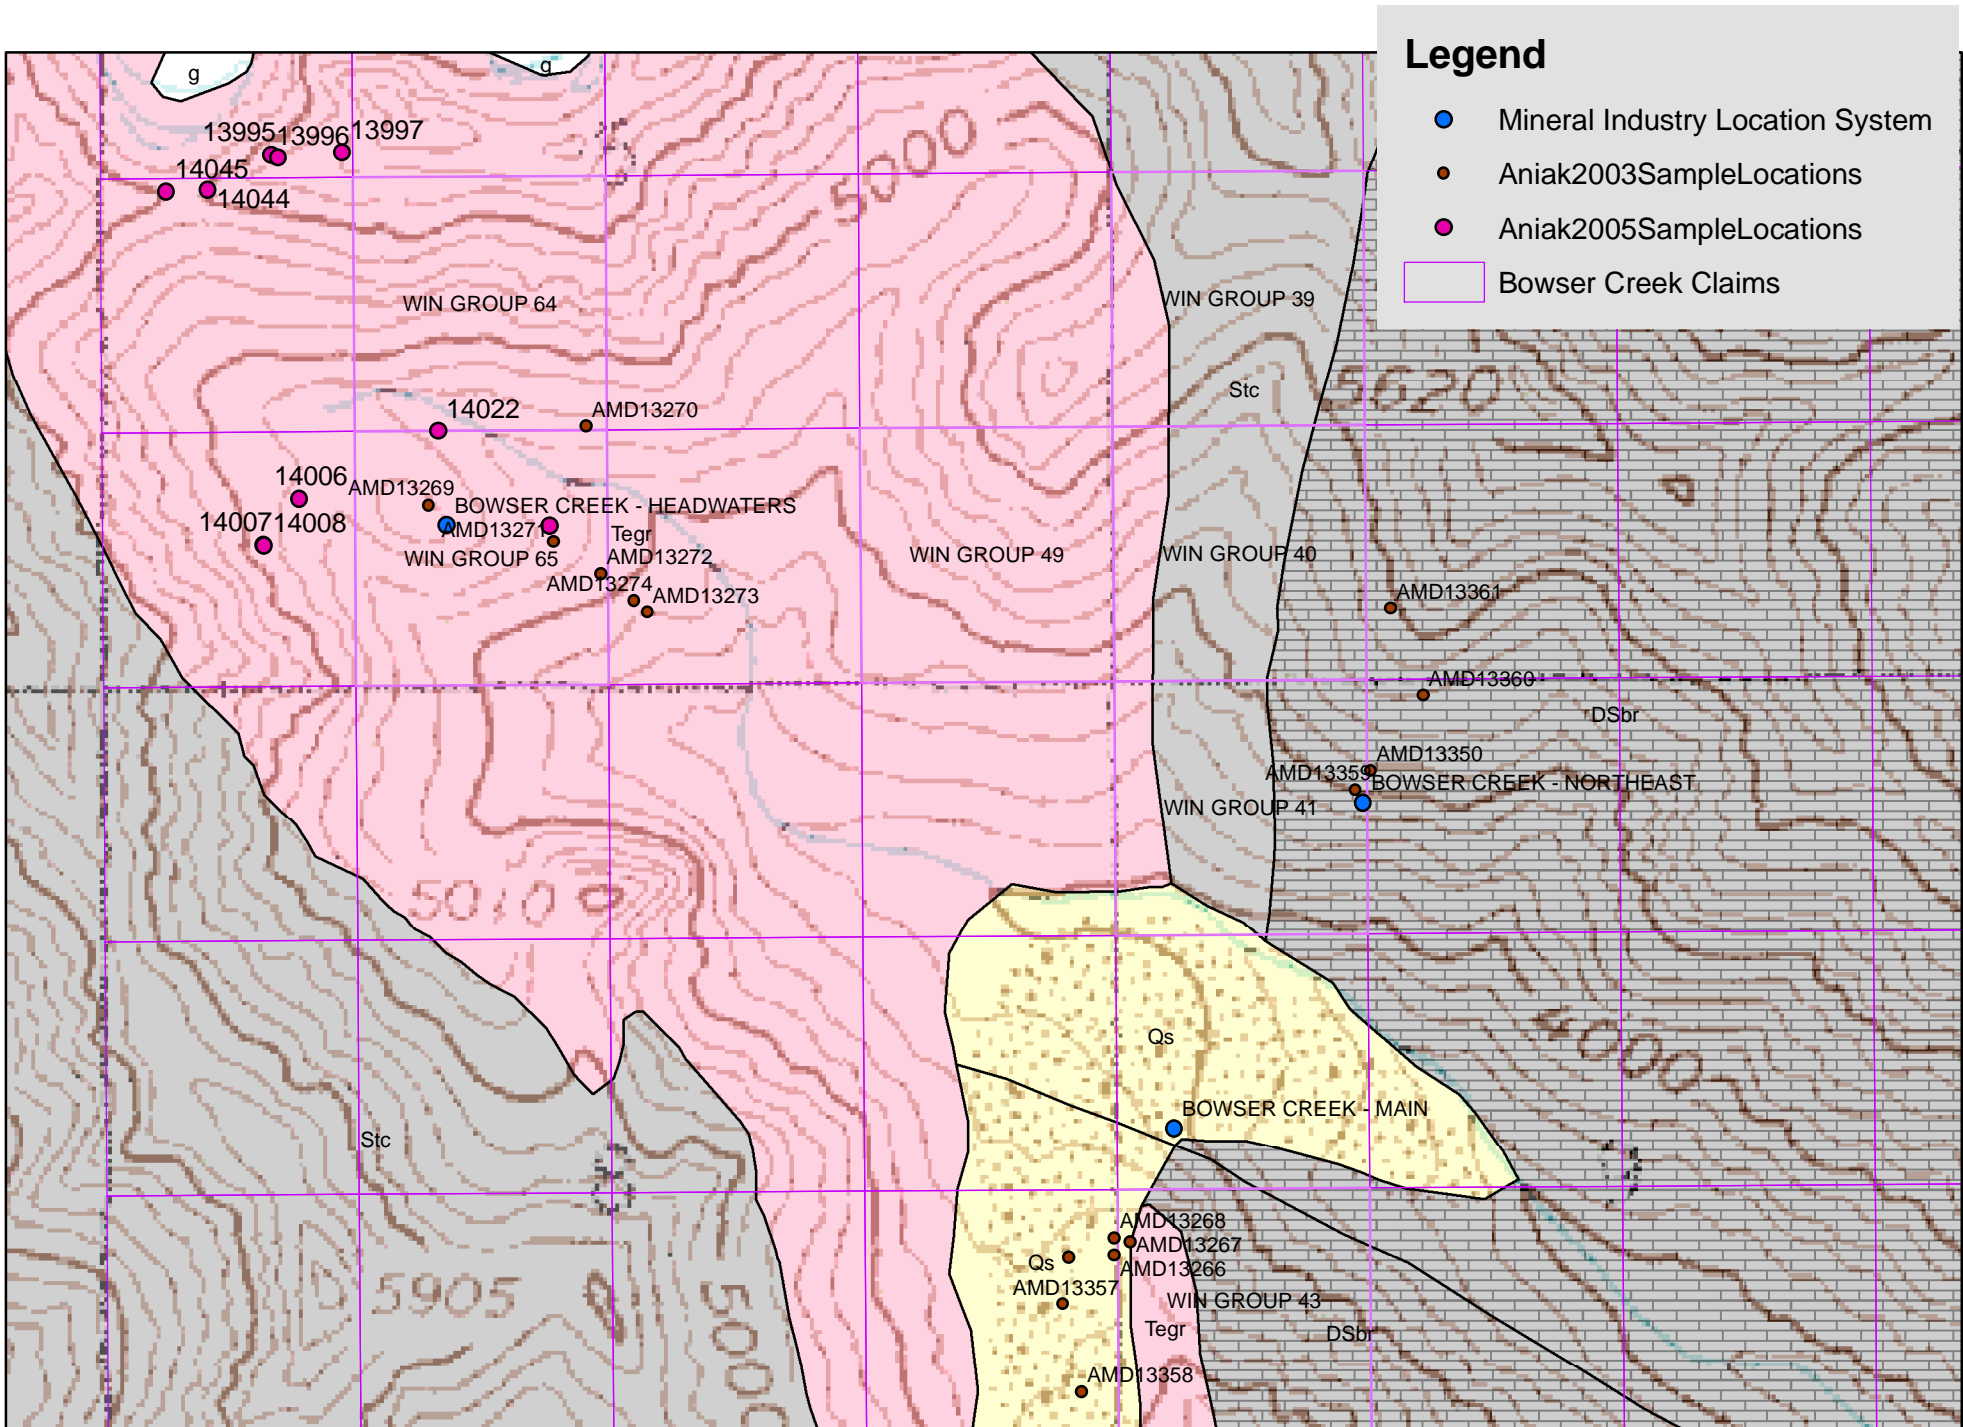 Legend
Mineral Industry Location System
Aniak2003SampleLocations
Aniak2005SampleLocations
Bowser Creek Claims
g
g
13995
13996
13997
14045
14044
5000
WIN GROUP 64
WIN GROUP 39
Stc
5620
14022
AMD13270
14006
AMD13269
BOWSER CREEK - HEADWATERS
14007
14008
AMD13271
Tegr
WIN GROUP 65
AMD13272
WIN GROUP 49
WIN GROUP 40
AMD13274
AMD13273
AMD13361
AMD13360
DSbr
AMD13350
AMD13359
BOWSER CREEK - NORTHEAST
WIN GROUP 41
5010
4000
Qs
BOWSER CREEK - MAIN
Stc
AMD13268
AMD13267
Qs
AMD13266
AMD13357
WIN GROUP 43
5905
5000
Tegr
DSbr
AMD13358